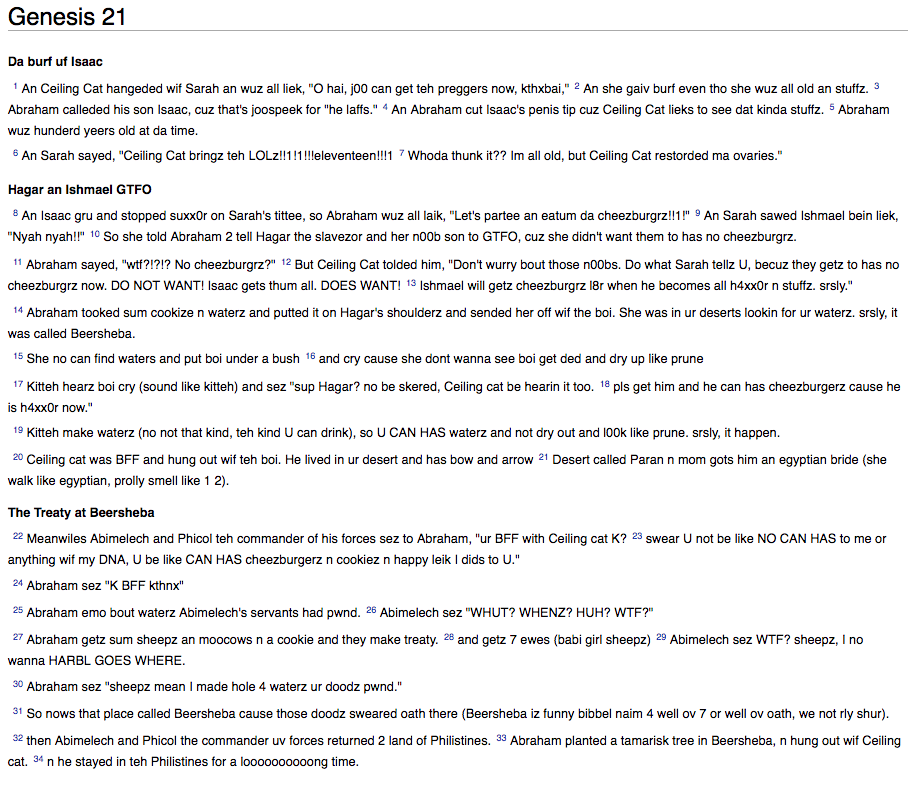 Genesis 21
Da burf uf Isaac
1 An Ceiling Cat hangeded wif Sarah an wuz all liek, "O hai, j00 can get teh preggers now, kthxbai," 2 An she gaiv burf even tho she wuz all old an stuffz. 3
Abraham calleded his son Isaac, cuz that's joospeek for "he laffs." 4 An Abraham cut Isaac's penis tip cuz Ceiling Cat lieks to see dat kinda stuffz. 5 Abraham
wuz hunderd yeers old at da time.
6 An Sarah sayed, "Ceiling Cat bringz teh LOLz!!1!1!!!eleventeen!!!1 7 Whoda thunk it?? Im all old, but Ceiling Cat restorded ma ovaries."
Hagar an Ishmael GTFO
8 An Isaac gru and stopped suxx0r on Sarah's tittee, so Abraham wuz all laik, "Let's partee an eatum da cheezburgrz!!1!" 9 An Sarah sawed Ishmael bein liek,
"Nyah nyah!!" 10 So she told Abraham 2 tell Hagar the slavezor and her n00b son to GTFO, cuz she didn't want them to has no cheezburgrz.
11 Abraham sayed, "wtf?!?!? No cheezburgrz?" 12 But Ceiling Cat tolded him, "Don't wurry bout those n00bs. Do what Sarah tellz U, becuz they getz to has no
cheezburgrz now. DO NOT WANT! Isaac gets thum all. DOES WANT! 13 Ishmael will getz cheezburgrz l8r when he becomes all h4xx0r n stuffz. srsly."
14 Abraham tooked sum cookize n waterz and putted it on Hagar's shoulderz and sended her off wif the boi. She was in ur deserts lookin for ur waterz. srsly, it
was called Beersheba.
15 She no can find waters and put boi under a bush 16 and cry cause she dont wanna see boi get ded and dry up like prune
17 Kitteh hearz boi cry (sound like kitteh) and sez "sup Hagar? no be skered, Ceiling cat be hearin it too. 18 pls get him and he can has cheezburgerz cause he
is h4xx0r now."
19 Kitteh make waterz (no not that kind, teh kind U can drink), so U CAN HAS waterz and not dry out and l00k like prune. srsly, it happen.
20 Ceiling cat was BFF and hung out wif teh boi. He lived in ur desert and has bow and arrow 21 Desert called Paran n mom gots him an egyptian bride (she
walk like egyptian, prolly smell like 1 2).
The Treaty at Beersheba
22 Meanwiles Abimelech and Phicol teh commander of his forces sez to Abraham, "ur BFF with Ceiling cat K? 23 swear U not be like NO CAN HAS to me or
anything wif my DNA, U be like CAN HAS cheezburgerz n cookiez n happy leik I dids to U."
24 Abraham sez "K BFF kthnx"
25 Abraham emo bout waterz Abimelech's servants had pwnd. 26 Abimelech sez "WHUT? WHENZ? HUH? WTF?"
27 Abraham getz sum sheepz an moocows n a cookie and they make treaty. 28 and getz 7 ewes (babi girl sheepz) 29 Abimelech sez WTF? sheepz, I no
wanna HARBL GOES WHERE.
30 Abraham sez "sheepz mean I made hole 4 waterz ur doodz pwnd."
31 So nows that place called Beersheba cause those doodz sweared oath there (Beersheba iz funny bibbel naim 4 well ov 7 or well ov oath, we not rly shur).
32 then Abimelech and Phicol the commander uv forces returned 2 land of Philistines. 33 Abraham planted a tamarisk tree in Beersheba, n hung out wif Ceiling
cat. 34 n he stayed in teh Philistines for a looooooooong time.